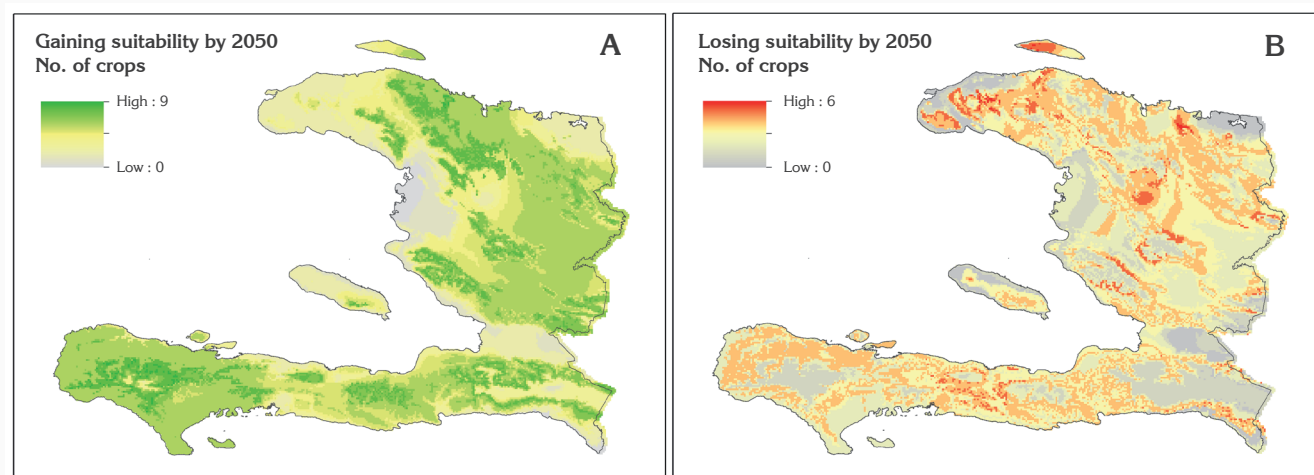 Gaining suitability by 2050
No. of crops
A
High : 9
Low : 0
Losing suitability by 2050
No. of crops
B
High : 6
Low : 0